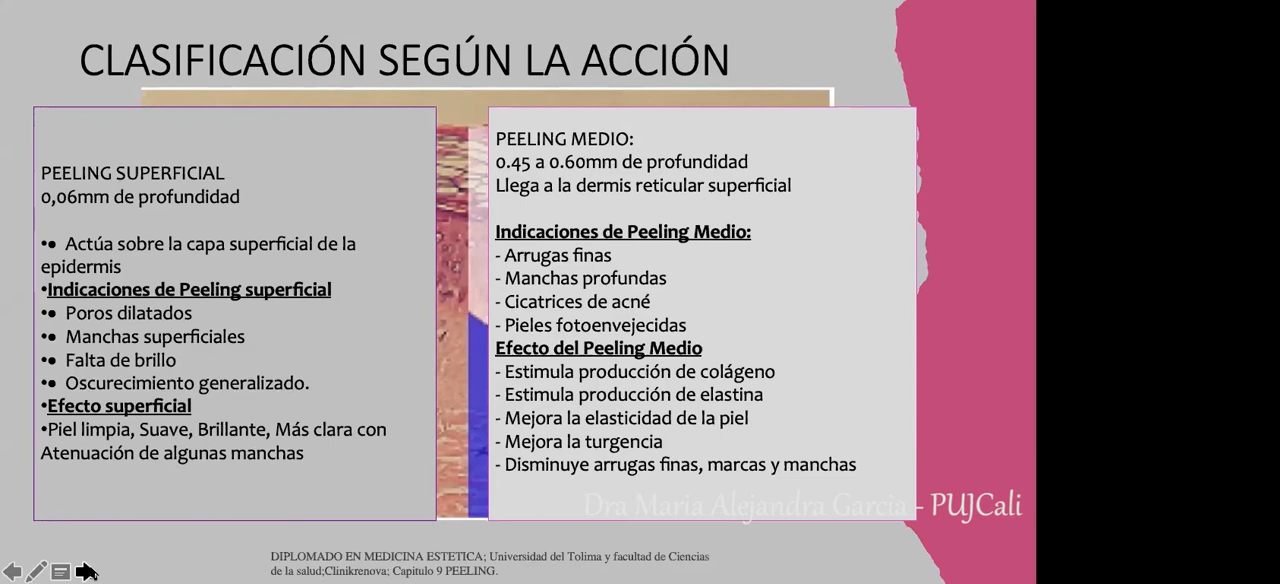 CLASIFICACIÓN SEGÚN LA ACCIÓN
PEELING SUPERFICIAL
0,06mm de profundidad
•• Actúa sobre la capa superficial de la
epidermis
•Indicaciones de Peeling superficial
•• Poros dilatados
•• Manchas superficiales
•• Falta de brillo
•• Oscurecimiento generalizado.
•Efecto superficial
•Piel limpia, Suave, Brillante, Más clara con
Atenuación de algunas manchas
PEELING MEDIO:
0.45 a 0.60mm de profundidad
Llega a la dermis reticular superficial
Indicaciones de Peeling Medio:
- Arrugas finas
- Manchas profundas
- Cicatrices de acné
- Pieles fotoenvejecidas
Efecto del Peeling Medio
- Estimula producción de colágeno
- Estimula producción de elastina
- Mejora la elasticidad de la piel
- Mejora la turgencia
- Disminuye arrugas finas, marcas y manchas
Dra Maria Alejandra Garcia - PUJCali
DIPLOMADO EN MEDICINA ESTETICA; Universidad del Tolima y facultad de Ciencias
de la salud;Clinikrenova; Capitulo 9 PEELING.